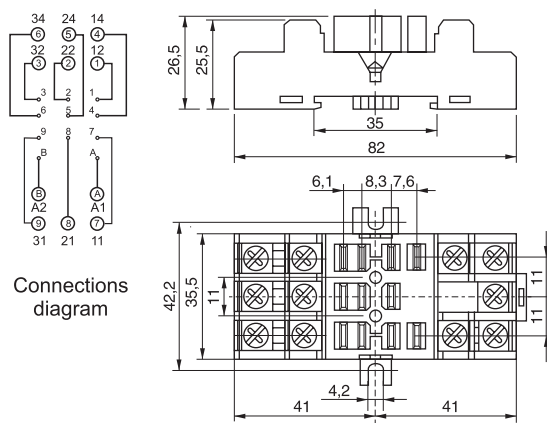 34 24 14
6 5 4
32 22 12
3 2 1
3 2 1
6 5 4
9 8 7
B A
B A
A2 A1
9 8 7
31 21 11
Connections
diagram
26,5
25,5
35
82
6,1 8,3 7,6
42,2
35,5
11
11
11
4,2
41 41